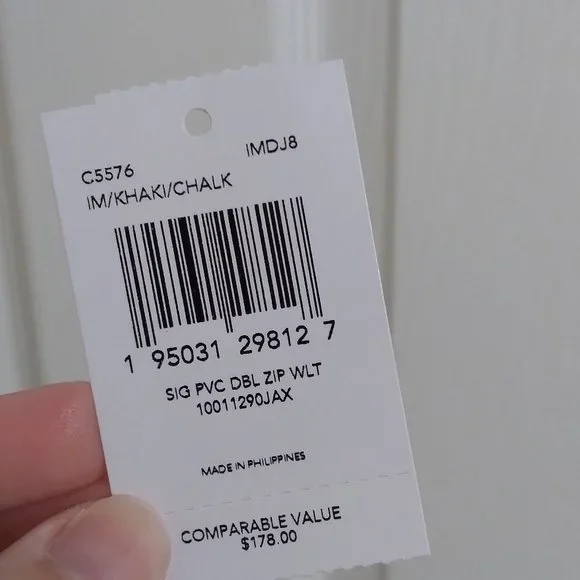 C5576 IMDJ8
IM/KHAKI/CHALK
1 95031 29812 7
SIG PVC DBL ZIP WLT
10011290JAX
MADE IN PHILIPPINES
COMPARABLE VALUE
$178.00